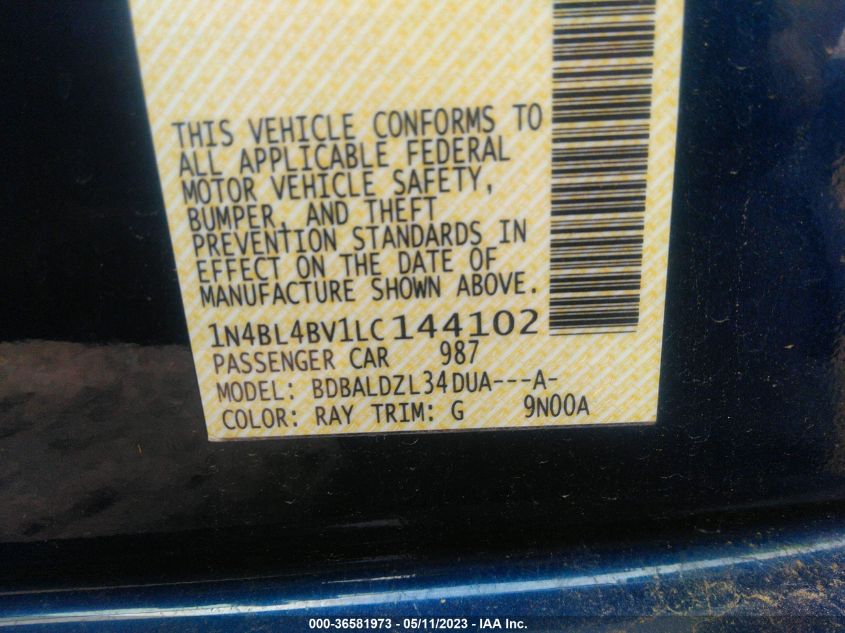 THIS VEHICLE CONFORMS TO
ALL APPLICABLE FEDERAL
MOTOR VEHICLE SAFETY,
BUMPER, AND THEFT
PREVENTION STANDARDS IN
EFFECT ON THE DATE OF
MANUFACTURE SHOWN ABOVE.
1N4BL4BV1LC144102
PASSENGER CAR 987
MODEL: BDBALDZL34DUA---A-
COLOR: RAY TRIM: G 9N00A
000-36581973 - 05/11/2023 - IAA Inc.